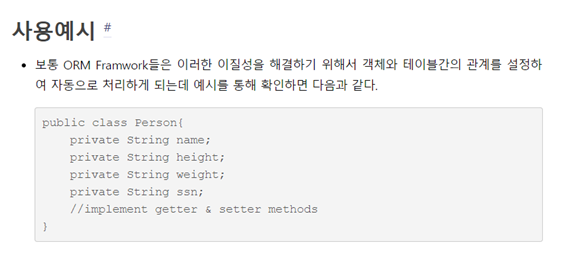 사용예시 #
보통 ORM Framwork들은 이러한 이질성을 해결하기 위해서 객체와 테이블간의 관계를 설정하
여 자동으로 처리하게 되는데 예시를 통해 확인하면 다음과 같다.
public class Person{
    private String name;
    private String height;
    private String weight;
    private String ssn;
    //implement getter & setter methods
}